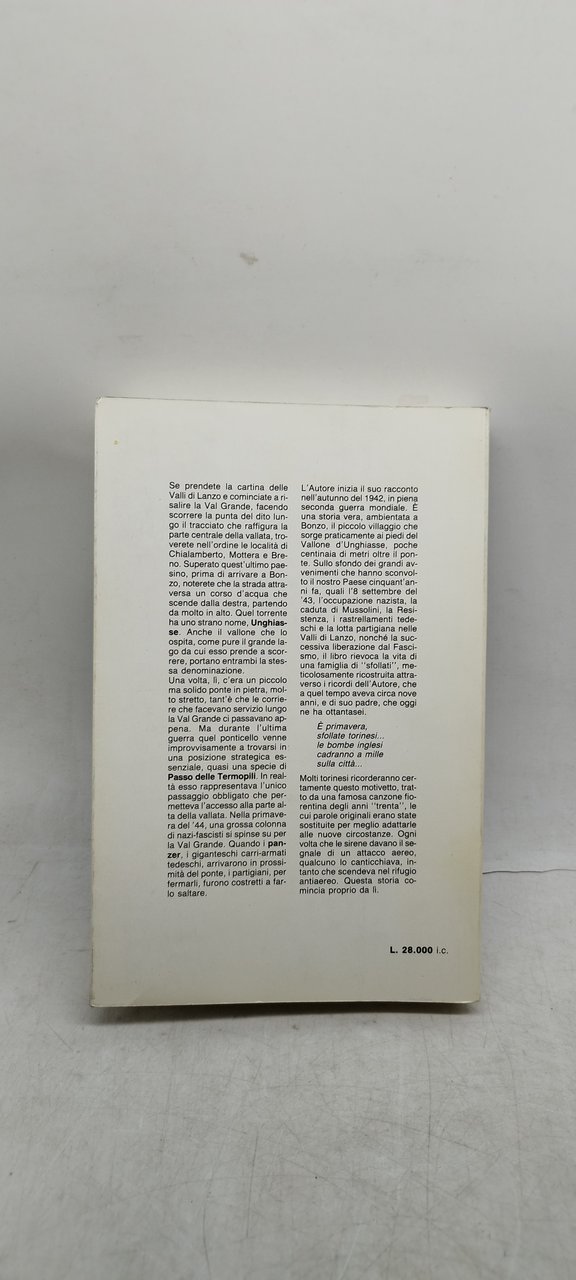 Se prendete la cartina delle
Valli di Lanzo e cominciate a ri-
salire la Val Grande, facendo
scorrere la punta del dito lun-
go il tracciato che raffigura la
parte centrale della vallata, tro-
verete nell'ordine le località di
Chialamberto, Mottera e Bre-
no. Superato quest'ultimo pae-
sino, prima di arrivare a Bon-
zo, noterete che la strada attra-
versa un corso d'acqua che
scende dalla destra, partendo
da molto in alto. Quel torrente
ha uno strano nome, Unghias-
se. Anche il vallone che lo
ospita, come pure il grande la-
go da cui esso prende a scor-
rere, portano entrambi la stes-
sa denominazione.
Una volta, lì, c'era un piccolo
ma solido ponte in pietra, mol-
to stretto, tant'è che le corrie-
re che facevano servizio lungo
la Val Grande ci passavano ap-
pena. Ma durante l'ultima
guerra quel ponticello venne
improvvisamente a trovarsi in
una posizione strategica es-
senziale, quasi una specie di
Passo delle Termopili. In real-
tà esso rappresentava l'unico
passaggio obbligato che per-
metteva l'accesso alla parte al-
ta della vallata. Nella primave-
ra del '44, una grossa colonna
di nazi-fascisti si spinse su per
la Val Grande. Quando i pan-
zer, i giganteschi carri-armati
tedeschi, arrivarono in prossi-
mità del ponte, i partigiani, per
fermarli, furono costretti a far-
lo saltare.
L'Autore inizia il suo racconto
nell'autunno del 1942, in piena
seconda guerra mondiale. È
una storia vera, ambientata a
Bonzo, il piccolo villaggio che
sorge praticamente ai piedi del
Vallone d'Unghiasse, poche
centinaia di metri oltre il pon-
te. Sullo sfondo dei grandi av-
venimenti che hanno sconvol-
to il nostro Paese cinquant'an-
ni fa, quali l'8 settembre del
'43, l'occupazione nazista, la
caduta di Mussolini, la Resi-
stenza, i rastrellamenti tede-
schi e la lotta partigiana nelle
Valli di Lanzo, nonché la suc-
cessiva liberazione dal Fasci-
smo, il libro rievoca la vita di
una famiglia di "sfollati", me-
ticolosamente ricostruita attra-
verso i ricordi dell'Autore, che
a quel tempo aveva circa nove
anni, e di suo padre, che oggi
ne ha ottantasei.
È primavera,
sfollate torinesi...
le bombe inglesi
cadranno a mille
sulla città...
Molti torinesi ricorderanno cer-
tamente questo motivetto, trat-
to da una famosa canzone fio-
rentina degli anni "trenta", le
cui parole originali erano state
sostituite per meglio adattarle
alle nuove circostanze. Ogni
volta che le sirene davano il se-
gnale di un attacco aereo,
qualcuno lo canticchiava, in-
tanto che scendeva nel rifugio
antiaereo. Questa storia co-
mincia proprio da lì.
L. 28.000 i.c.